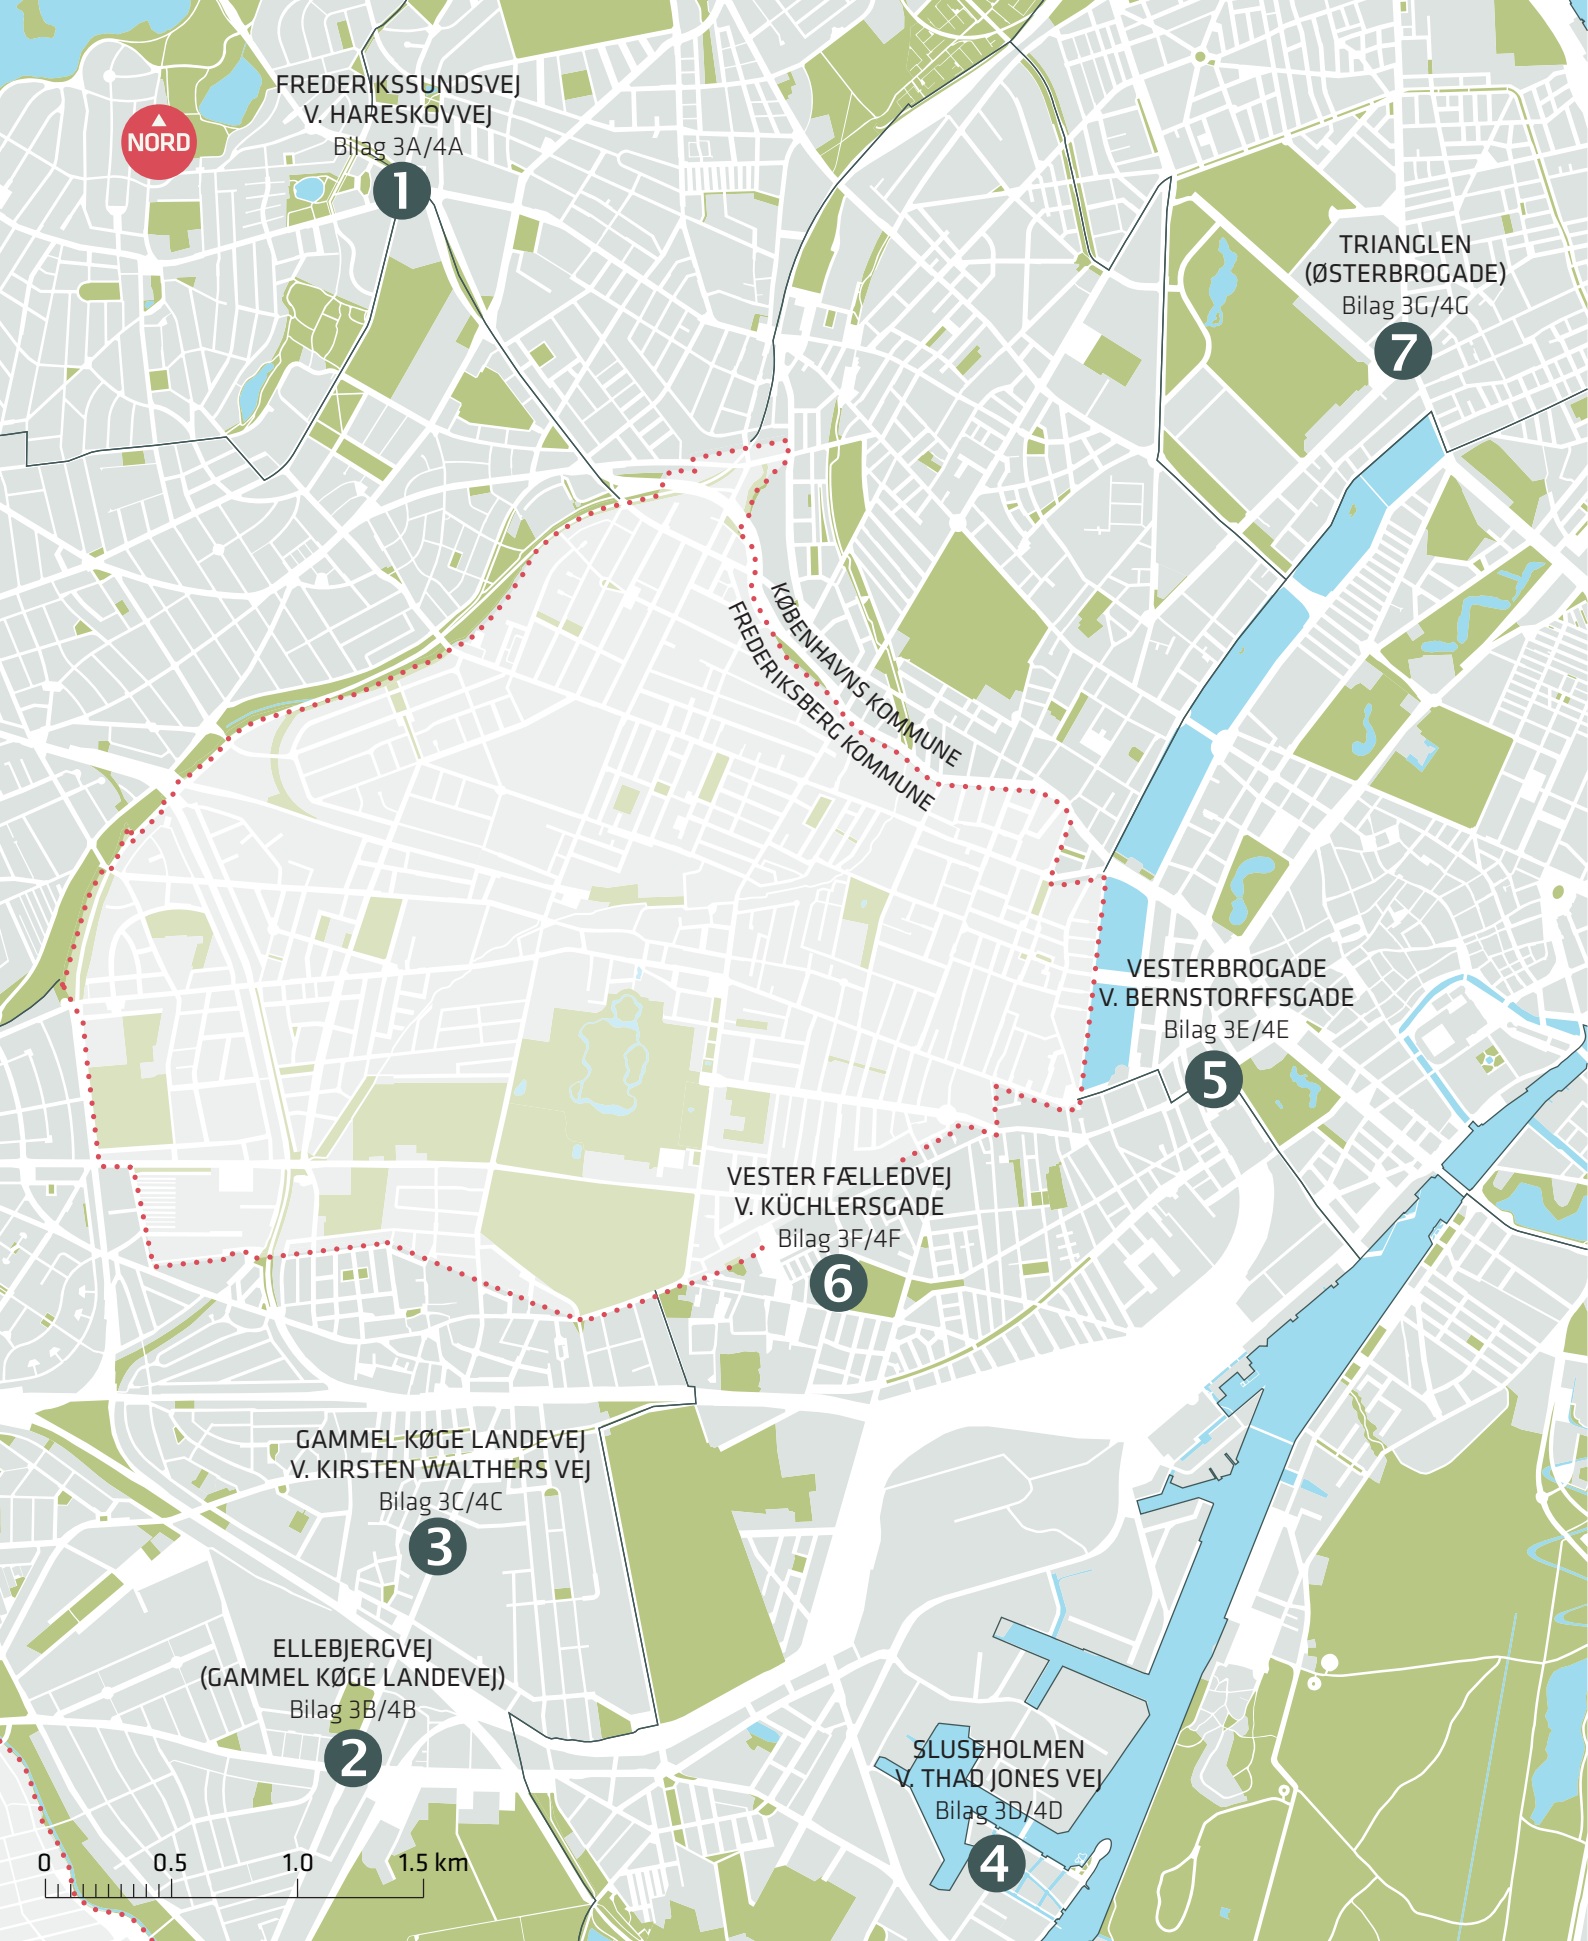 FREDERIKSSUNDSVEJ
V. HARESKOVVEJ
Bilag 3A/4A
1
NORD
TRIANGLEN
(ØSTERBROGADE)
Bilag 3G/4G
7
KØBENHAVNS KOMMUNE
FREDERIKSBERG KOMMUNE
VESTERBROGADE
V. BERNSTORFFSGADE
Bilag 3E/4E
5
VESTER FÆLLEDVEJ
V. KÜCHLERSGADE
Bilag 3F/4F
6
GAMMEL KØGE LANDEVEJ
V. KIRSTEN WALTHERS VEJ
Bilag 3C/4C
3
ELLEBJERGVEJ
(GAMMEL KØGE LANDEVEJ)
Bilag 3B/4B
2
SLUSEHOLMEN
V. THAD JONES VEJ
Bilag 3D/4D
4
0 0.5 1.0 1.5 km